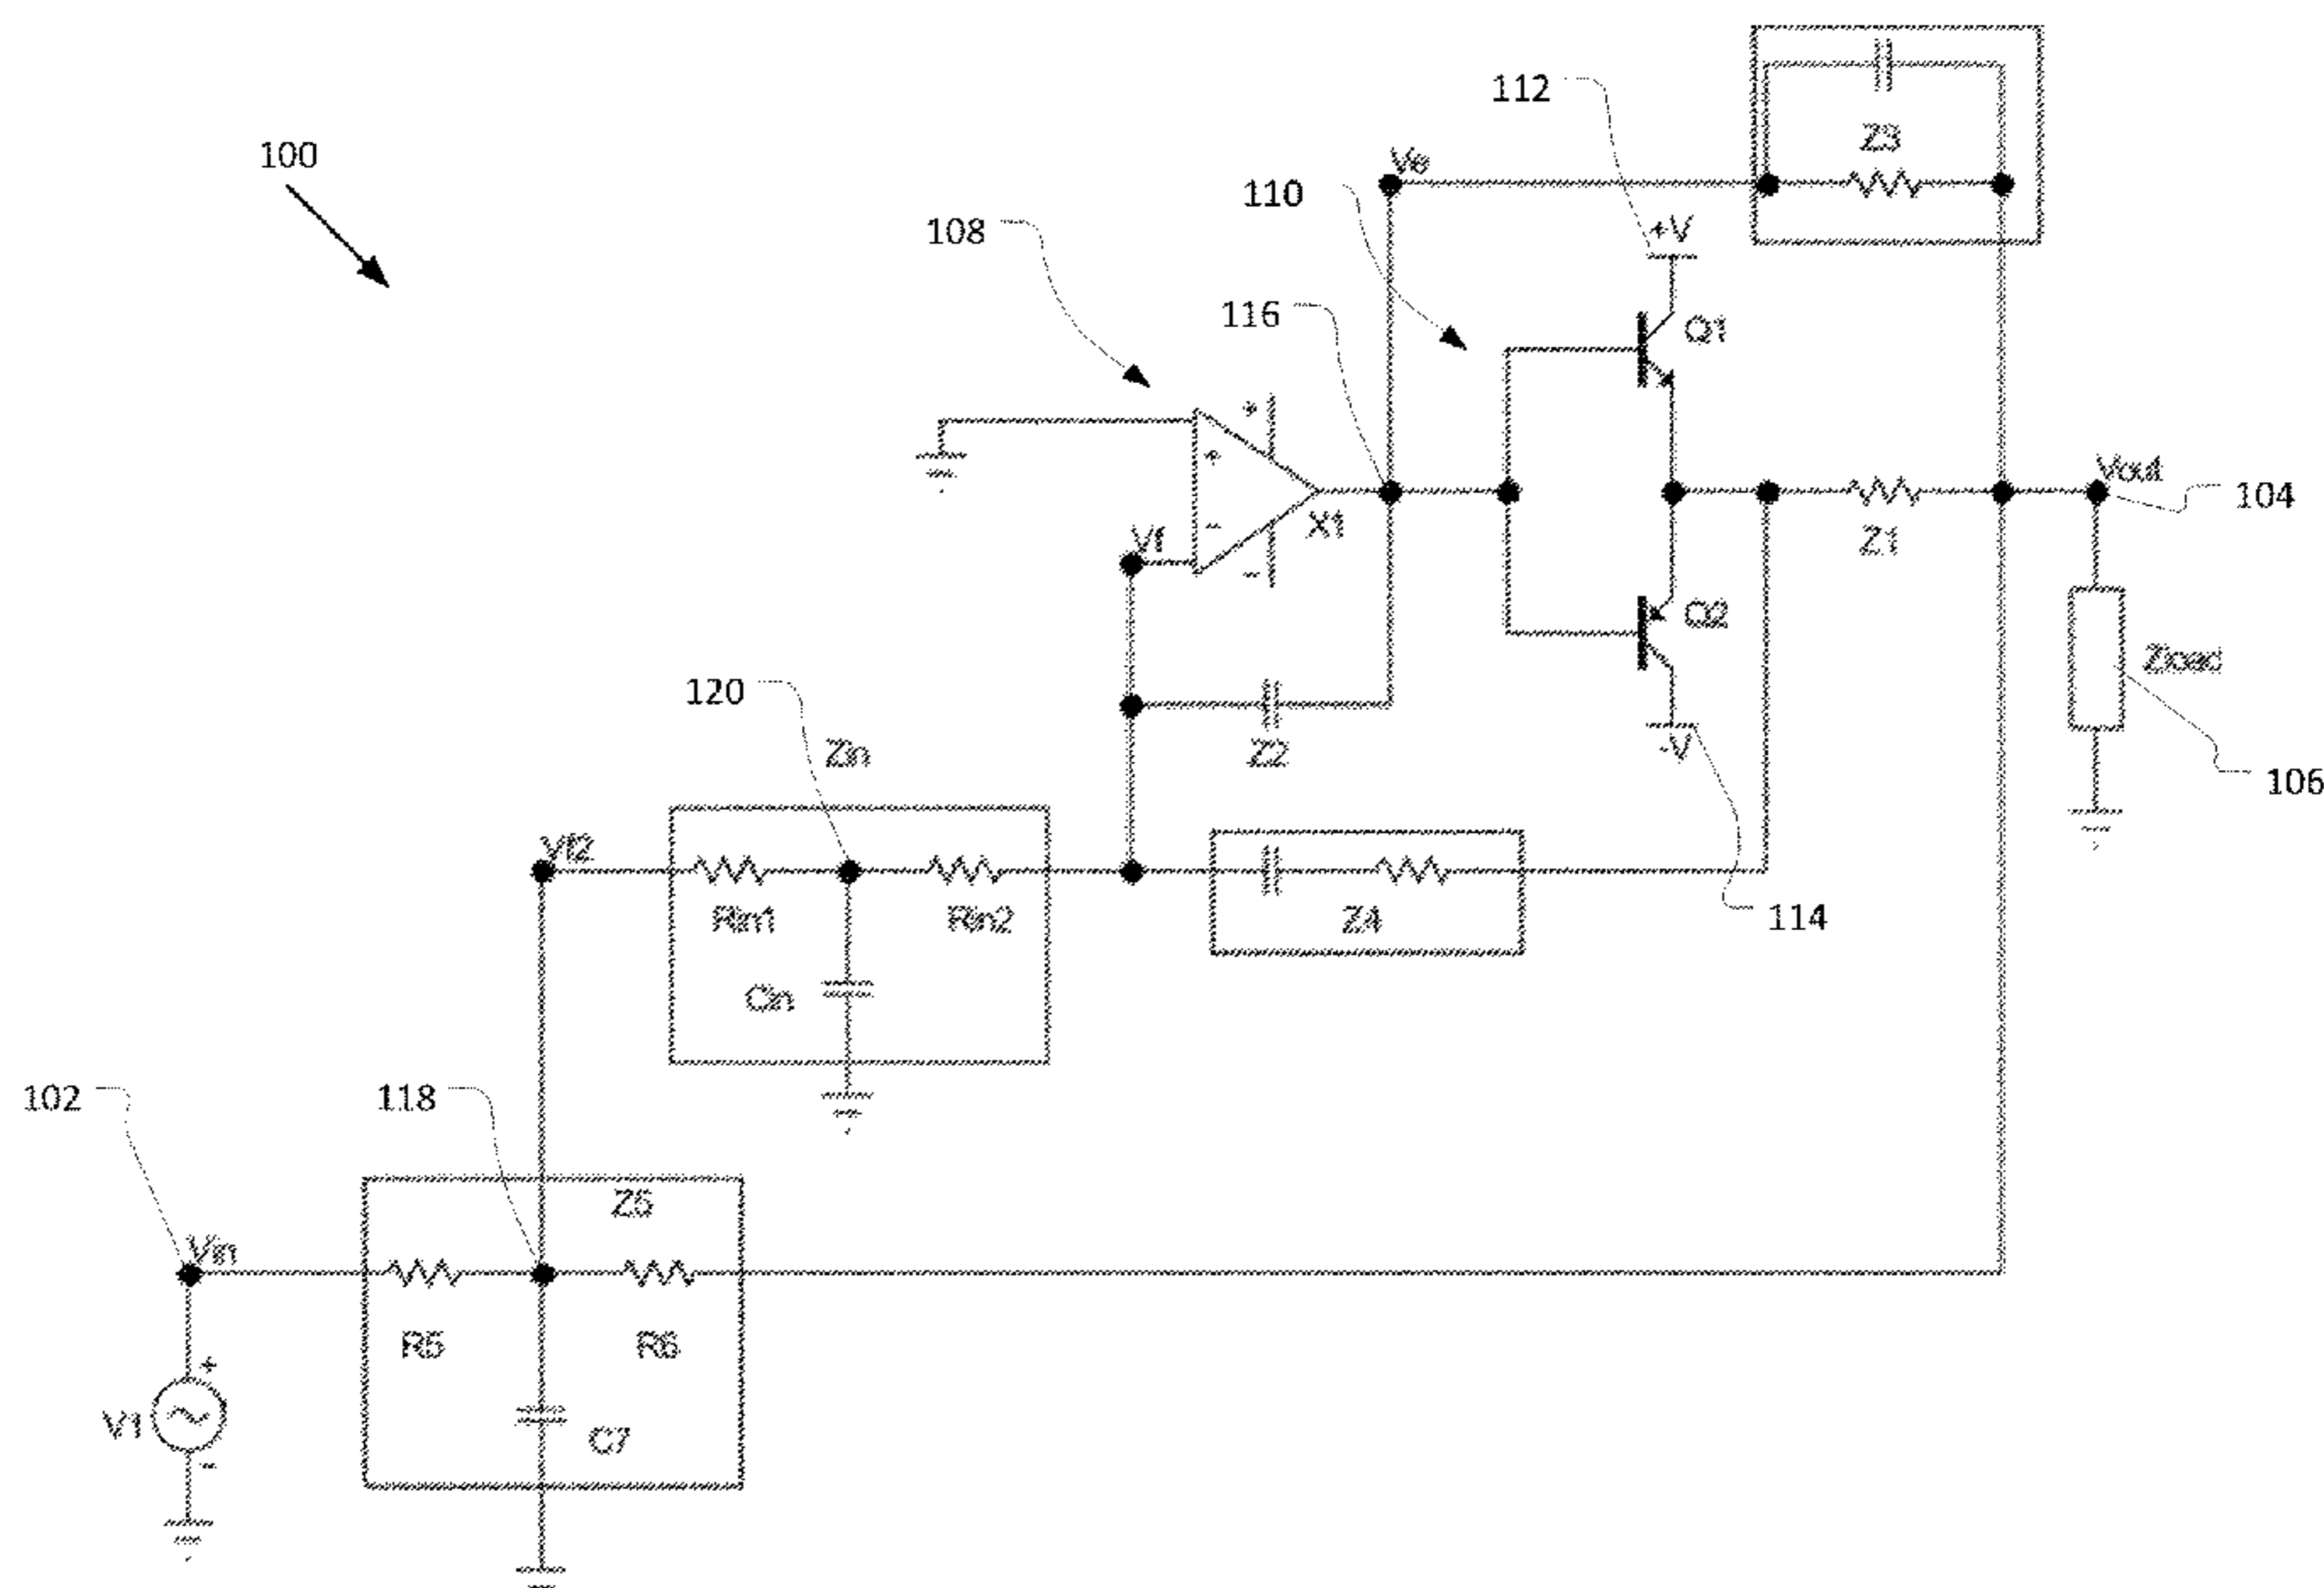 112
Z3
100
Ve
110
+V
108
116
Q1
+
Vout
104
+
X1
Z1
Vf
-
-
Q2
Zload
120
Zin
Z2
-V
106
Vf2
Rin1
Rin2
Z4
114
Cin
102
118
Z5
Vin
R5
R6
+
V1
C7
-